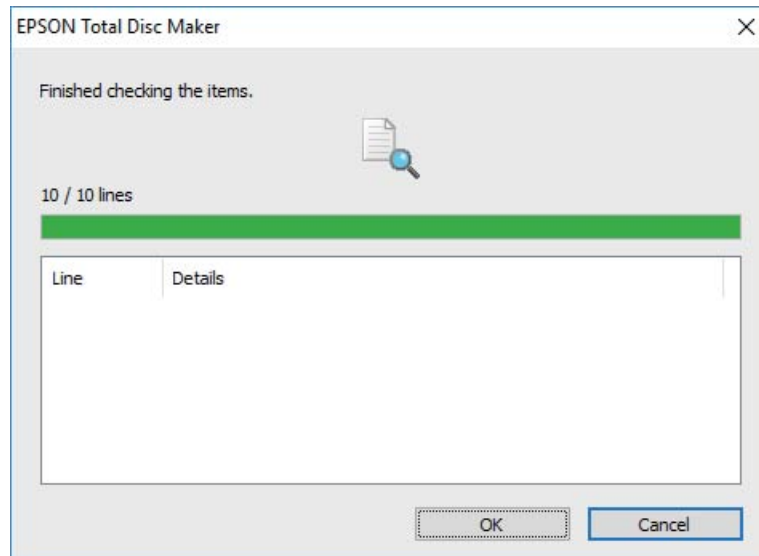 EPSON Total Disc Maker
Finished checking the items.
10 / 10 lines
Line Details
OK Cancel